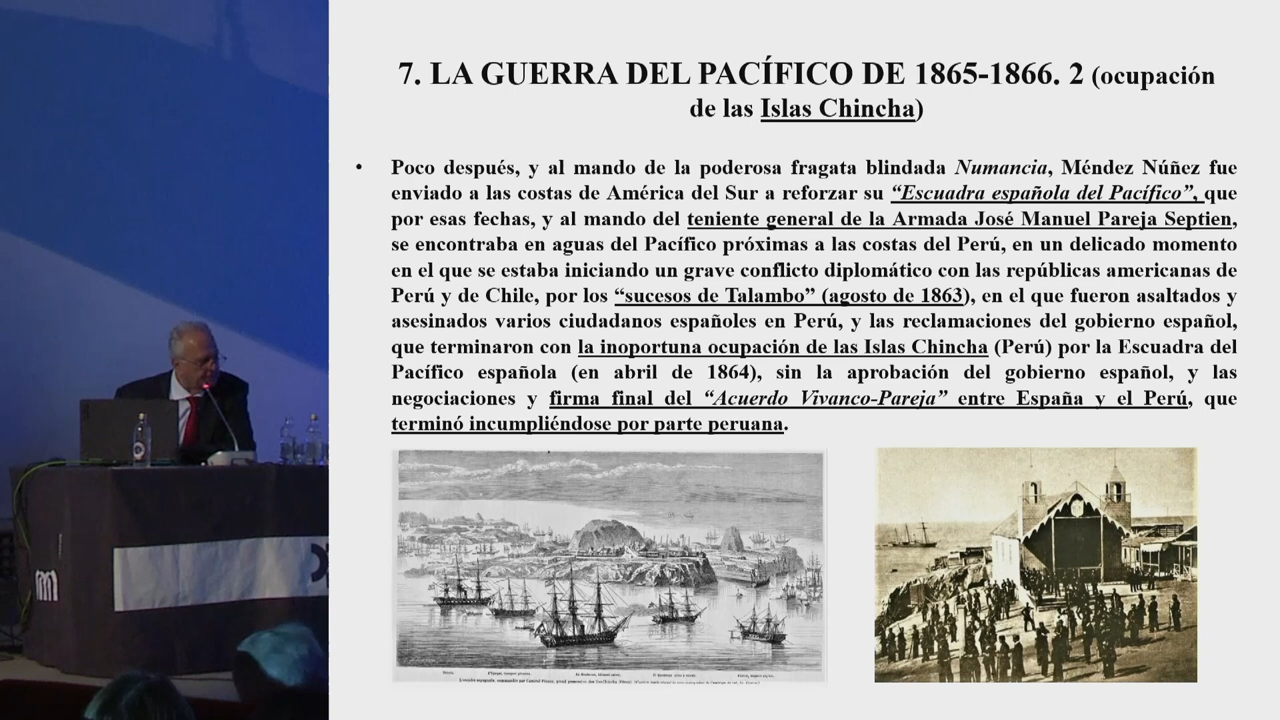 7. LA GUERRA DEL PACÍFICO DE 1865-1866. 2 (ocupación
de las Islas Chincha)
• Poco después, y al mando de la poderosa fragata blindada Numancia, Méndez Núñez fue
enviado a las costas de América del Sur a reforzar su “Escuadra española del Pacífico”, que
por esas fechas, y al mando del teniente general de la Armada José Manuel Pareja Septien,
se encontraba en aguas del Pacífico próximas a las costas del Perú, en un delicado momento
en el que se estaba iniciando un grave conflicto diplomático con las repúblicas americanas de
Perú y de Chile, por los “sucesos de Talambo” (agosto de 1863), en el que fueron asaltados y
asesinados varios ciudadanos españoles en Perú, y las reclamaciones del gobierno español,
que terminaron con la inoportuna ocupación de las Islas Chincha (Perú) por la Escuadra del
Pacífico española (en abril de 1864), sin la aprobación del gobierno español, y las
negociaciones y firma final del “Acuerdo Vivanco-Pareja” entre España y el Perú, que
terminó incumpliéndose por parte peruana.